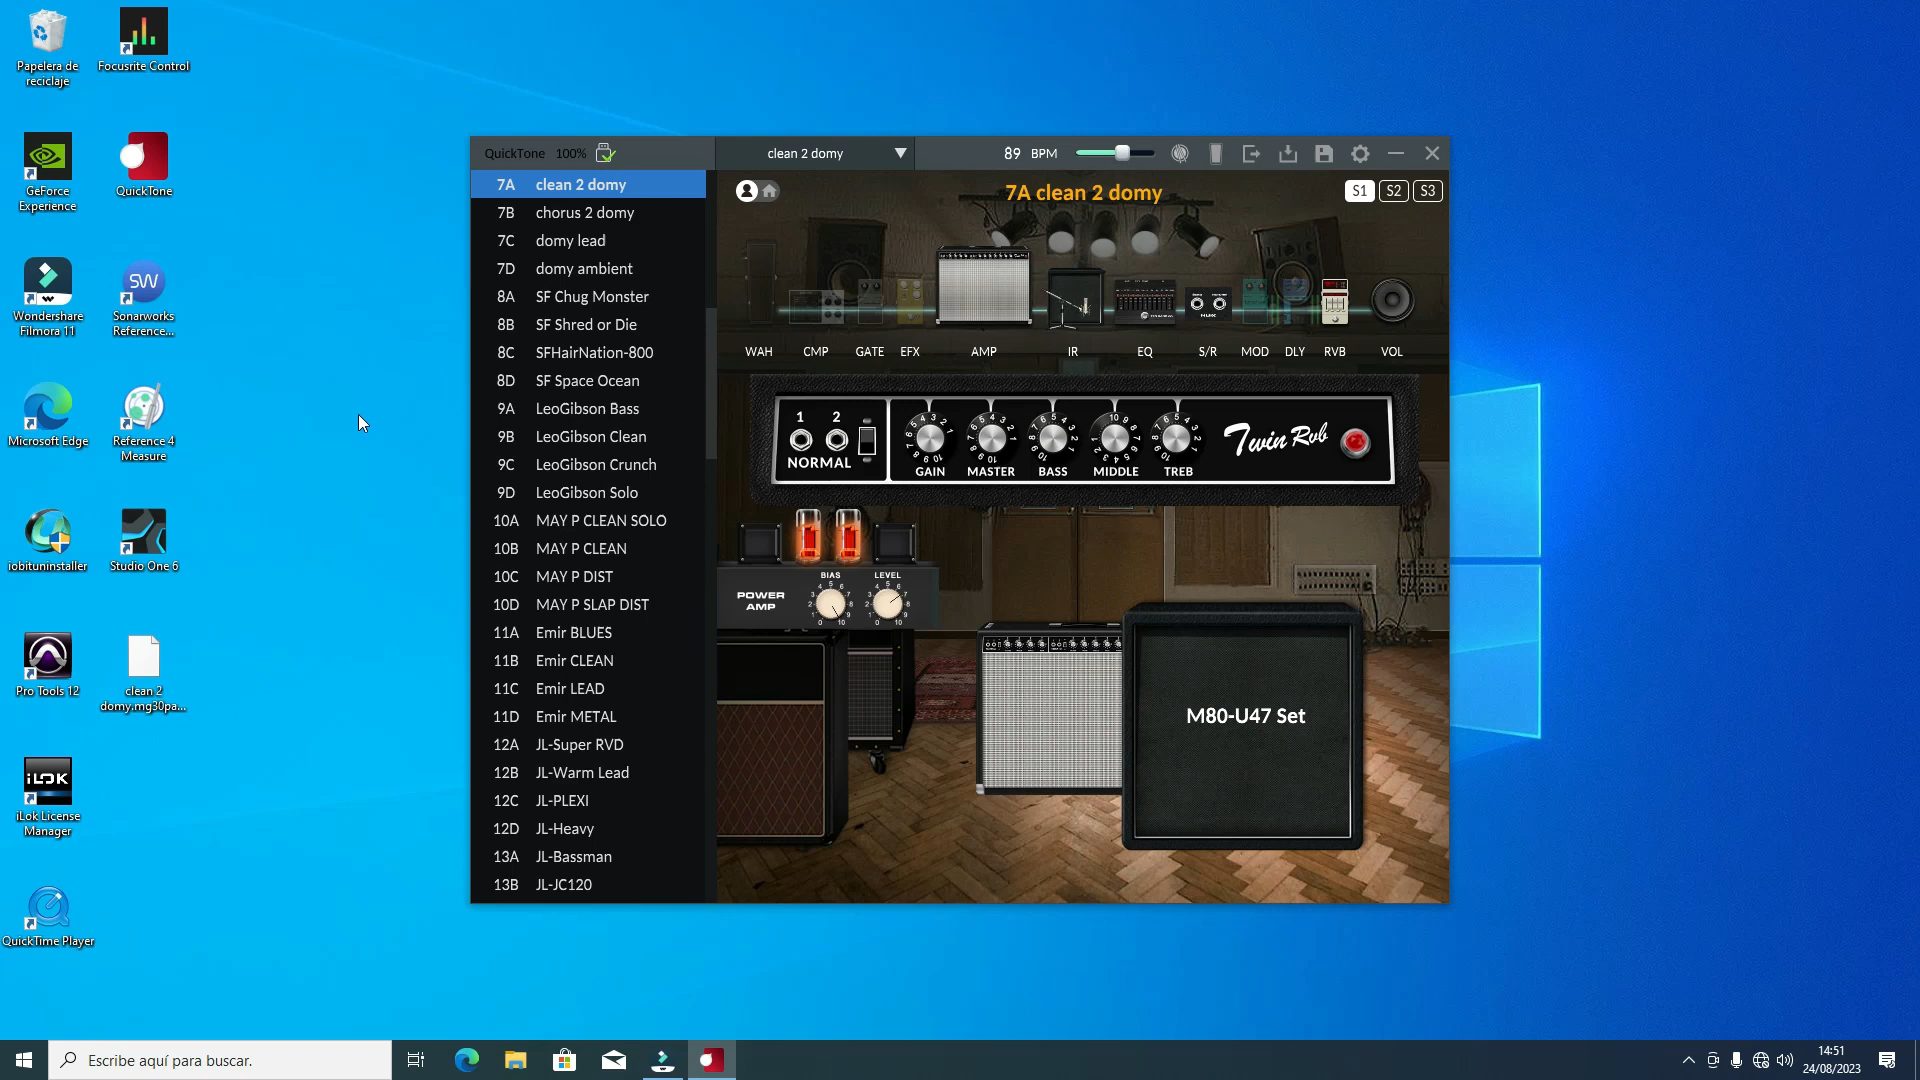 Papelera de
reciclaje
Focusrite Control
GeForce
Experience
QuickTone
Wondershare
Filmora 11
SW
Sonarworks
Reference...
Microsoft Edge
Reference 4
Measure
iobituninstaller
Studio One 6
Pro Tools 12
clean 2
domy.mg30pa...
iLOK
iLok License
Manager
QuickTime Player
QuickTone 100%
clean 2 domy
89 BPM
7A clean 2 domy
7B chorus 2 domy
7C domy lead
7D domy ambient
8A SF Chug Monster
8B SF Shred or Die
8C SFHairNation-800
8D SF Space Ocean
9A LeoGibson Bass
9B LeoGibson Clean
9C LeoGibson Crunch
9D LeoGibson Solo
10A MAY P CLEAN SOLO
10B MAY P CLEAN
10C MAY P DIST
10D MAY P SLAP DIST
11A Emir BLUES
11B Emir CLEAN
11C Emir LEAD
11D Emir METAL
12A JL-Super RVD
12B JL-Warm Lead
12C JL-PLEXI
12D JL-Heavy
13A JL-Bassman
13B JL-JC120
7A clean 2 domy
S1 S2 S3
WAH CMP GATE EFX AMP IR EQ S/R MOD DLY RVB VOL
1 2
NORMAL
GAIN MASTER BASS MIDDLE TREB
Twin Rvb
POWER
AMP
BIAS LEVEL
M80-U47 Set
Escribe aquí para buscar.
14:51
24/08/2023